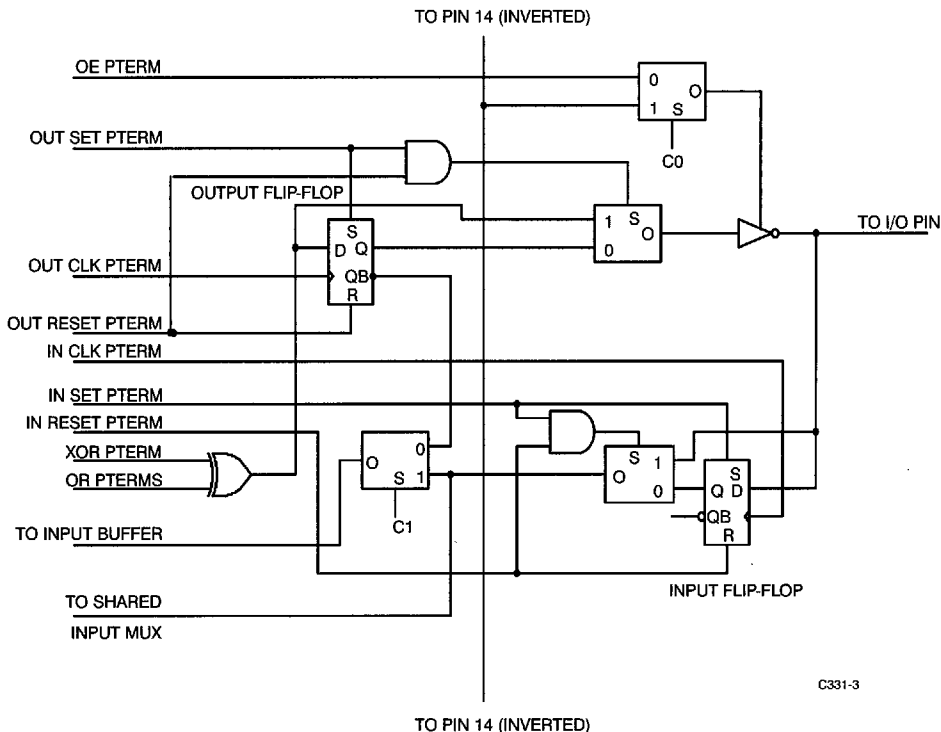 TO PIN 14 (INVERTED)
OE PTERM
0
O
1 S
C0
OUT SET PTERM
OUTPUT FLIP-FLOP
1 S
O
0
TO I/O PIN
S
D Q
OUT CLK PTERM
QB
R
OUT RESET PTERM
IN CLK PTERM
IN SET PTERM
IN RESET PTERM
XOR PTERM
OR PTERMS
0
O
S 1
C1
S 1
O
0
S
Q D
QB
R
TO INPUT BUFFER
INPUT FLIP-FLOP
TO SHARED
INPUT MUX
C331-3
TO PIN 14 (INVERTED)